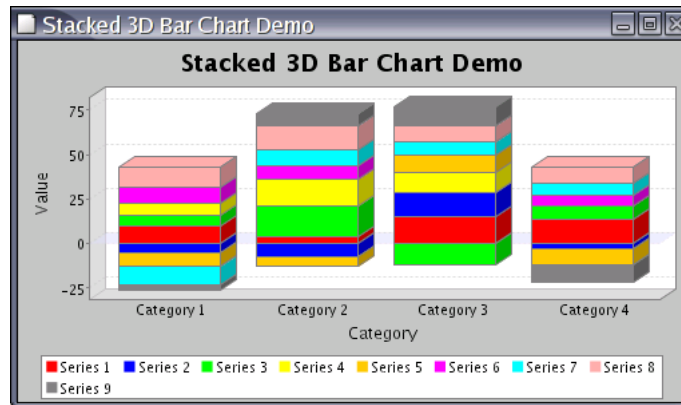 Stacked 3D Bar Chart Demo
Stacked 3D Bar Chart Demo
75
50
25
0
-25
Value
Category 1 Category 2 Category 3 Category 4
Category
Series 1 Series 2 Series 3 Series 4 Series 5 Series 6 Series 7 Series 8
Series 9